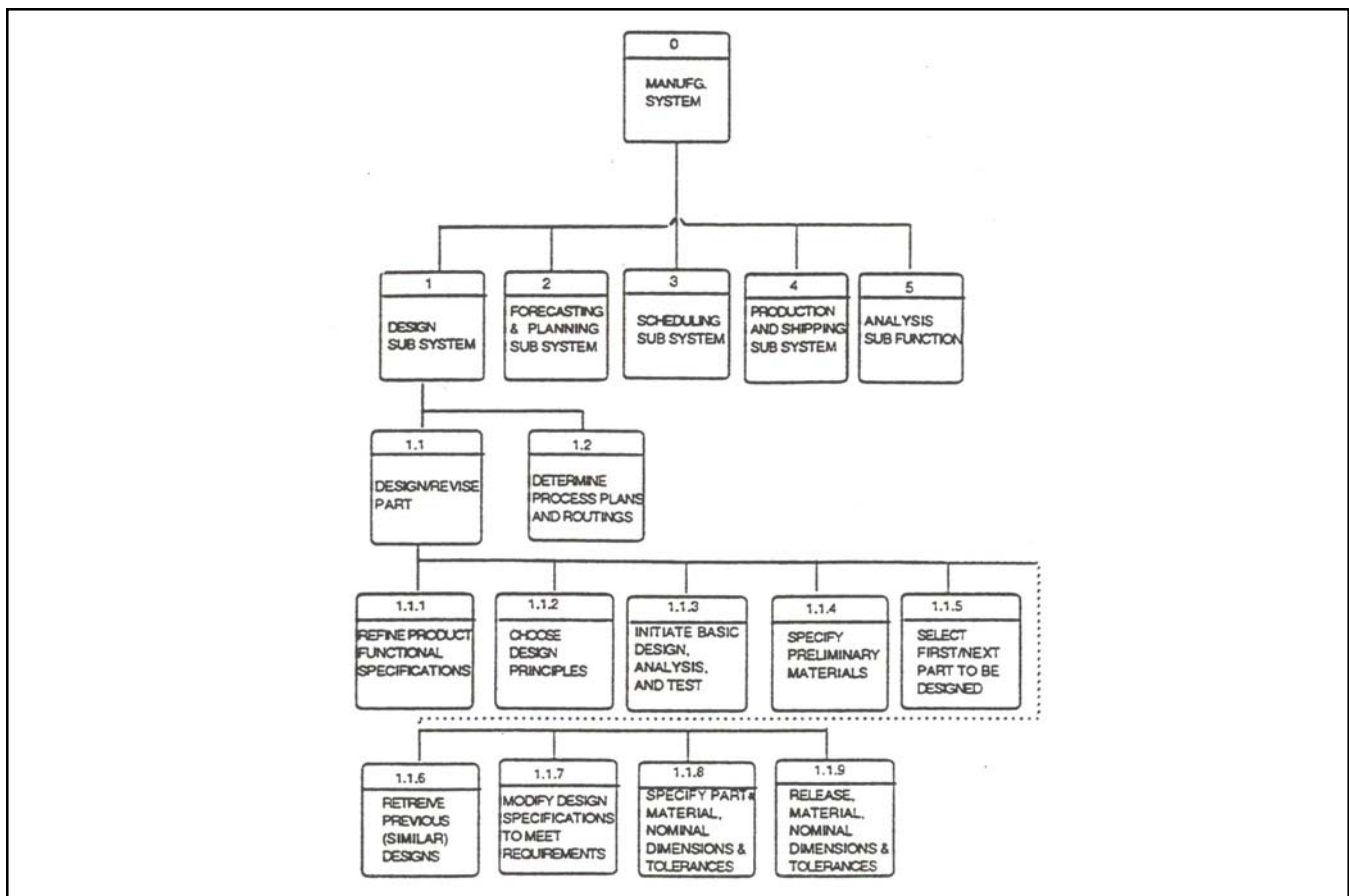 0
MANUFG.
SYSTEM
1
DESIGN
SUB SYSTEM
2
FORECASTING
& PLANNING
SUB SYSTEM
3
SCHEDULING
SUB SYSTEM
4
PRODUCTION
AND SHIPPING
SUB SYSTEM
5
ANALYSIS
SUB FUNCTION
1.1
DESIGN/REVISE
PART
1.2
DETERMINE
PROCESS PLANS
AND ROUTINGS
1.1.1
REFINE PRODUCT
FUNCTIONAL
SPECIFICATIONS
1.1.2
CHOOSE
DESIGN
PRINCIPLES
1.1.3
INITIATE BASIC
DESIGN,
ANALYSIS,
AND TEST
1.1.4
SPECIFY
PRELIMINARY
MATERIALS
1.1.5
SELECT
FIRST/NEXT
PART TO BE
DESIGNED
1.1.6
RETREIVE
PREVIOUS
(SIMILAR)
DESIGNS
1.1.7
MODIFY DESIGN
SPECIFICATIONS
TO MEET
REQUIREMENTS
1.1.8
SPECIFY PART#
MATERIAL,
NOMINAL
DIMENSIONS &
TOLERANCES
1.1.9
RELEASE,
MATERIAL,
NOMINAL
DIMENSIONS &
TOLERANCES